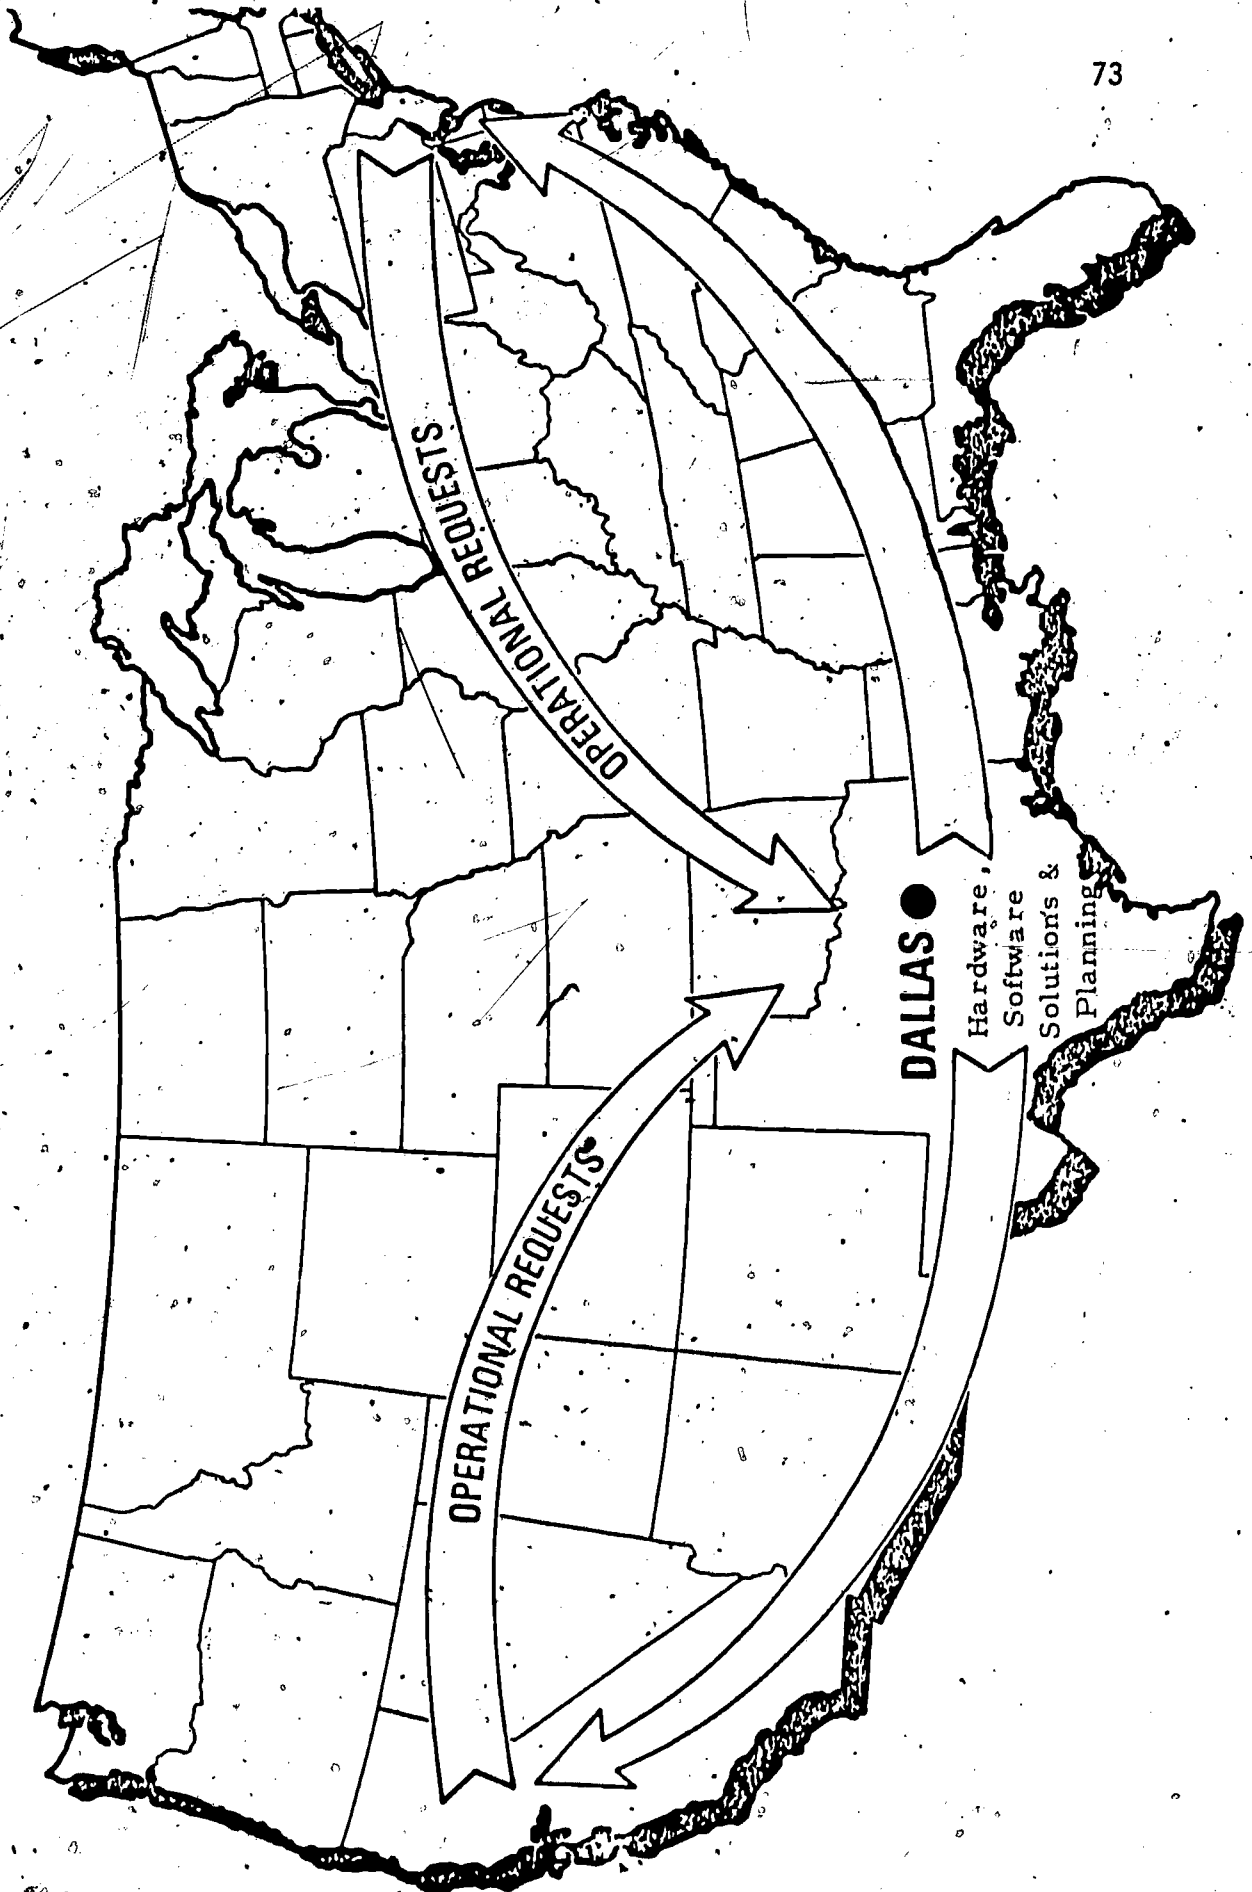 73
OPERATIONAL REQUESTS
OPERATIONAL REQUESTS
DALLAS
Hardware,
Software
Solutions &
Planning